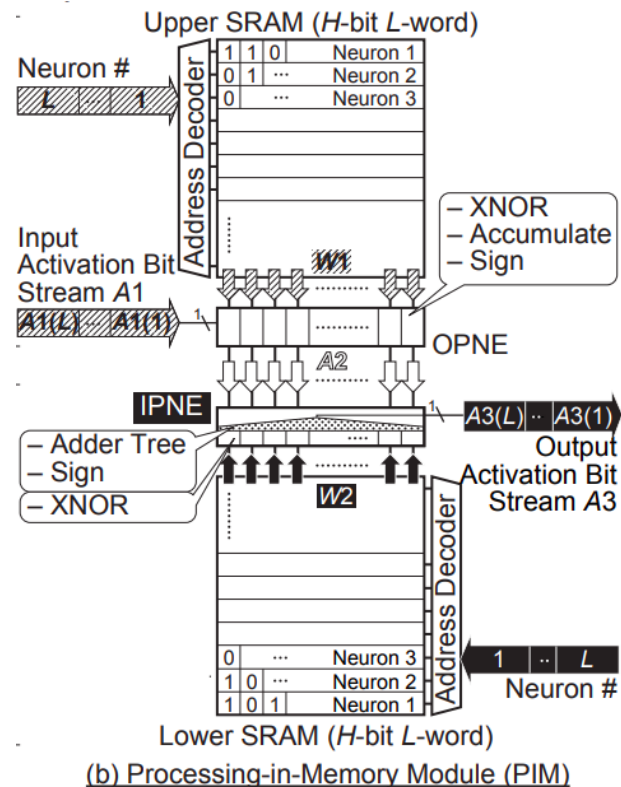 Upper SRAM (H-bit L-word)
Neuron #
L ... 1
Address Decoder
1 1 0 Neuron 1
0 1 ... Neuron 2
0 ... Neuron 3
Input
Activation Bit
Stream A1
A1(L) ... A1(1)
1
W1
– XNOR
– Accumulate
– Sign
OPNE
A2
IPNE
– Adder Tree
– Sign
– XNOR
1
A3(L) .. A3(1)
Output
Activation Bit
Stream A3
W2
Address Decoder
0 ... Neuron 3
1 0 ... Neuron 2
1 0 1 Neuron 1
1 .. L
Neuron #
Lower SRAM (H-bit L-word)
(b) Processing-in-Memory Module (PIM)